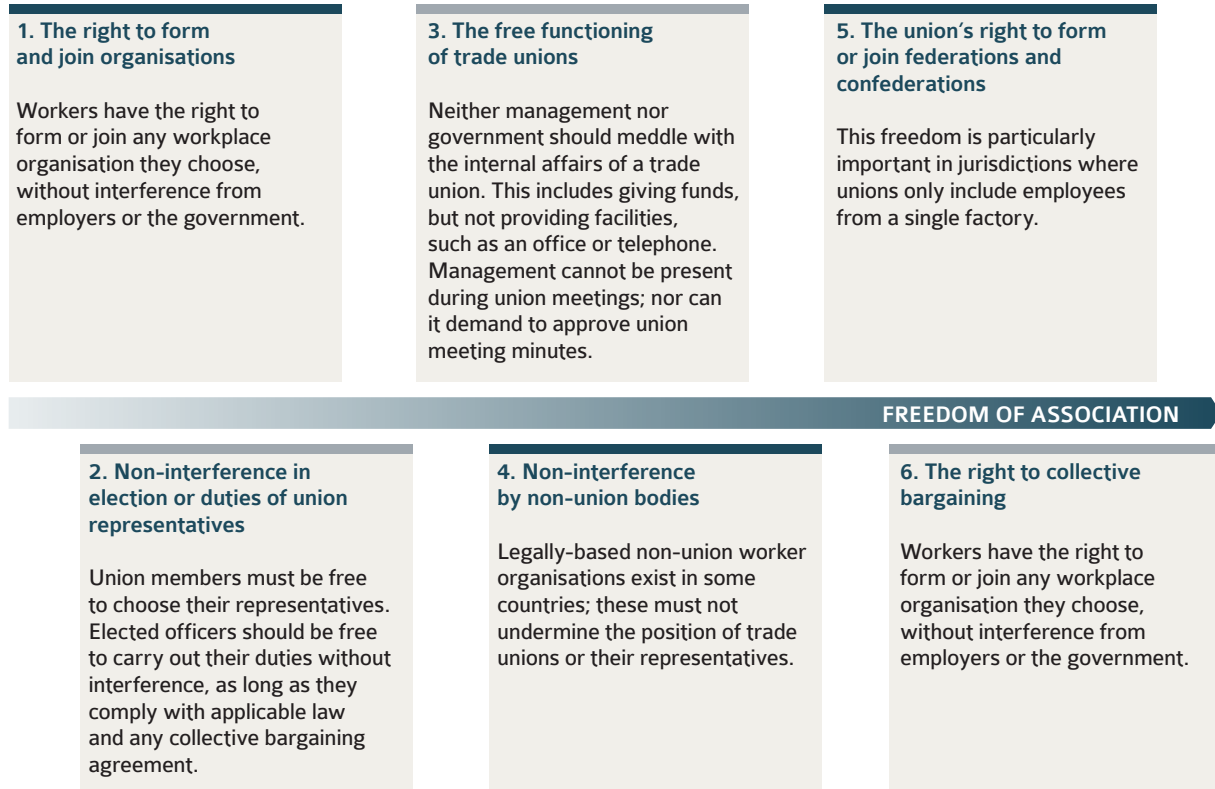 1. The right to form
and join organisations
Workers have the right to
form or join any workplace
organisation they choose,
without interference from
employers or the government.
3. The free functioning
of trade unions
Neither management nor
government should meddle with
the internal affairs of a trade
union. This includes giving funds,
but not providing facilities,
such as an office or telephone.
Management cannot be present
during union meetings; nor can
it demand to approve union
meeting minutes.
5. The union's right to form
or join federations and
confederations
This freedom is particularly
important in jurisdictions where
unions only include employees
from a single factory.
FREEDOM OF ASSOCIATION
2. Non-interference in
election or duties of union
representatives
Union members must be free
to choose their representatives.
Elected officers should be free
to carry out their duties without
interference, as long as they
comply with applicable law
and any collective bargaining
agreement.
4. Non-interference
by non-union bodies
Legally-based non-union worker
organisations exist in some
countries; these must not
undermine the position of trade
unions or their representatives.
6. The right to collective
bargaining
Workers have the right to
form or join any workplace
organisation they choose,
without interference from
employers or the government.